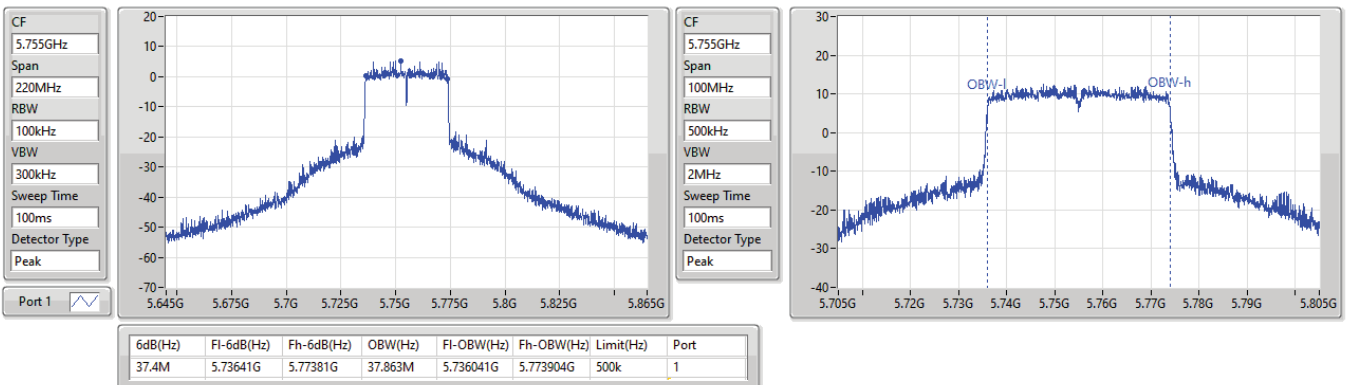 CF
5.755GHz
Span
220MHz
RBW
100kHz
VBW
300kHz
Sweep Time
100ms
Detector Type
Peak
Port 1
20
10
0
-10
-20
-30
-40
-50
-60
-70
5.645G 5.675G 5.7G 5.725G 5.75G 5.775G 5.8G 5.825G 5.865G
CF
5.755GHz
Span
100MHz
RBW
500kHz
VBW
2MHz
Sweep Time
100ms
Detector Type
Peak
30
20
10
0
-10
-20
-30
-40
OBW-l OBW-h
5.705G 5.72G 5.73G 5.74G 5.75G 5.76G 5.77G 5.78G 5.79G 5.805G
6dB(Hz) Fl-6dB(Hz) Fh-6dB(Hz) OBW(Hz) Fl-OBW(Hz) Fh-OBW(Hz) Limit(Hz) Port
37.4M 5.73641G 5.77381G 37.863M 5.736041G 5.773904G 500k 1